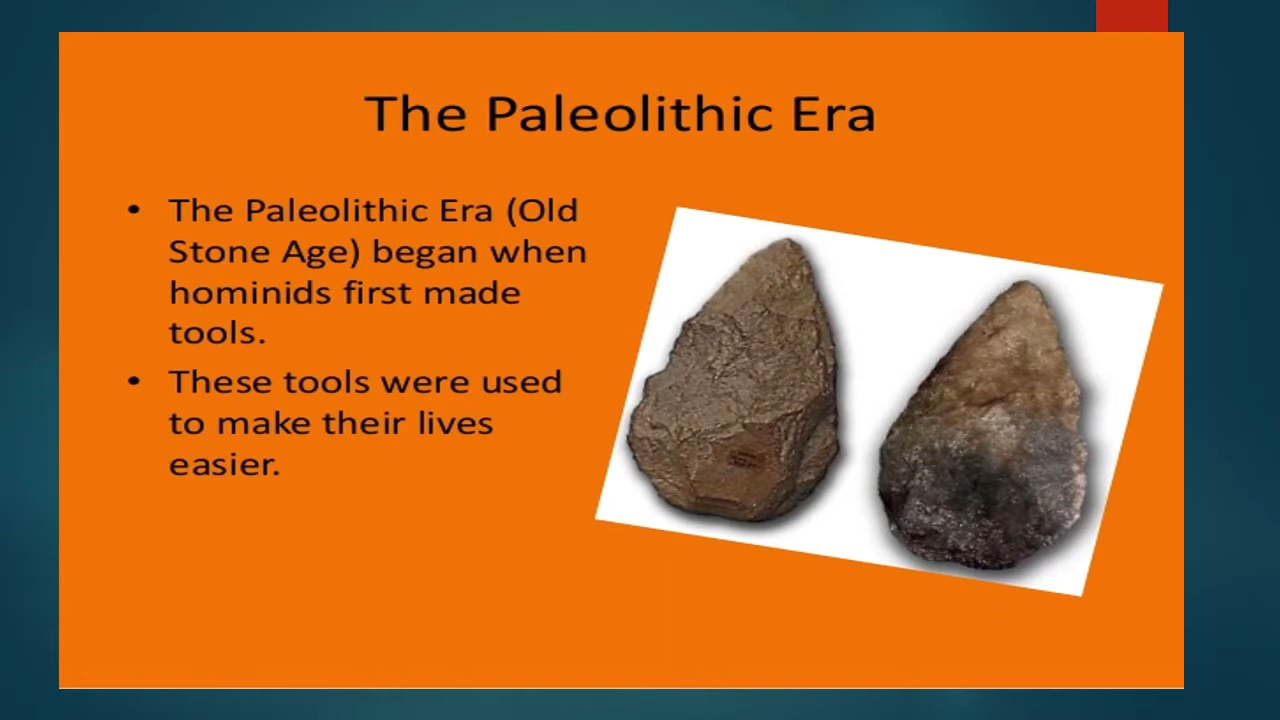 The Paleolithic Era
• The Paleolithic Era (Old
Stone Age) began when
hominids first made
tools.
• These tools were used
to make their lives
easier.